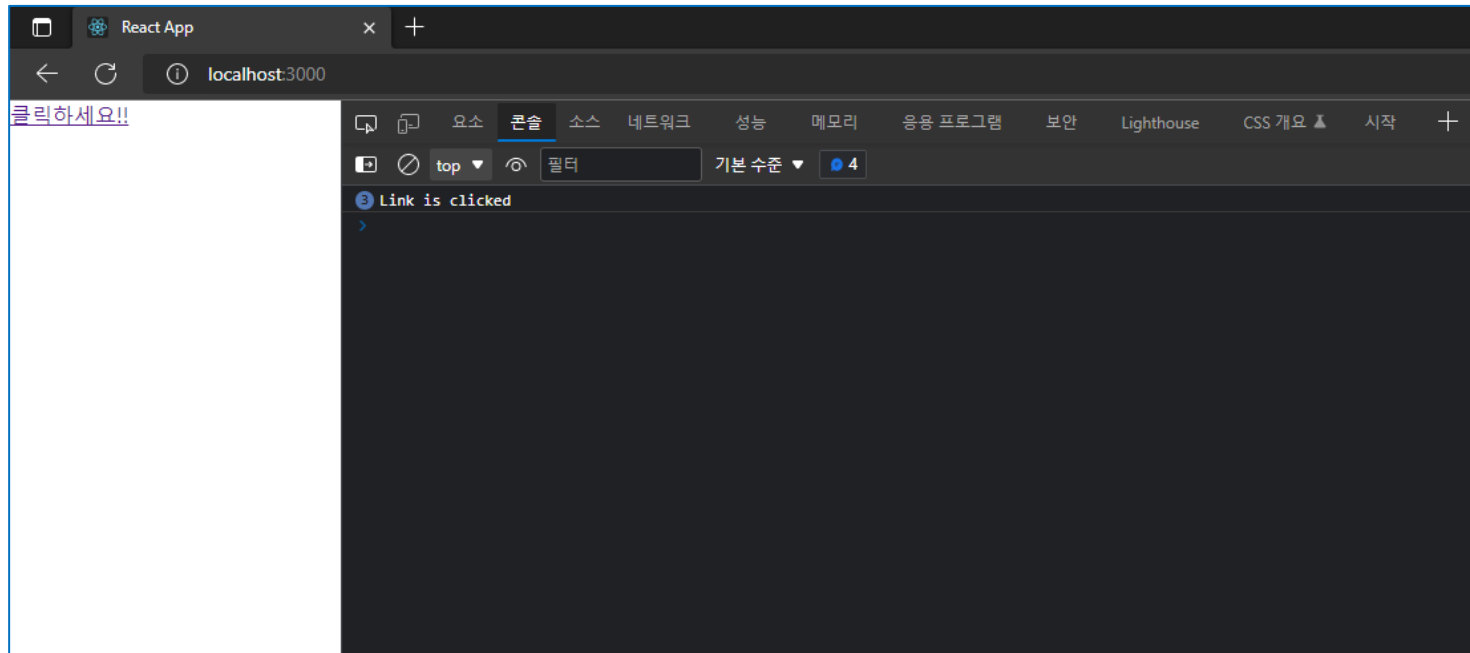 React App
localhost:3000
클릭하세요!!
요소 콘솔 소스 네트워크 성능 메모리 응용 프로그램 보안 Lighthouse CSS 개요 시작
top 필터 기본 수준 4
3 Link is clicked